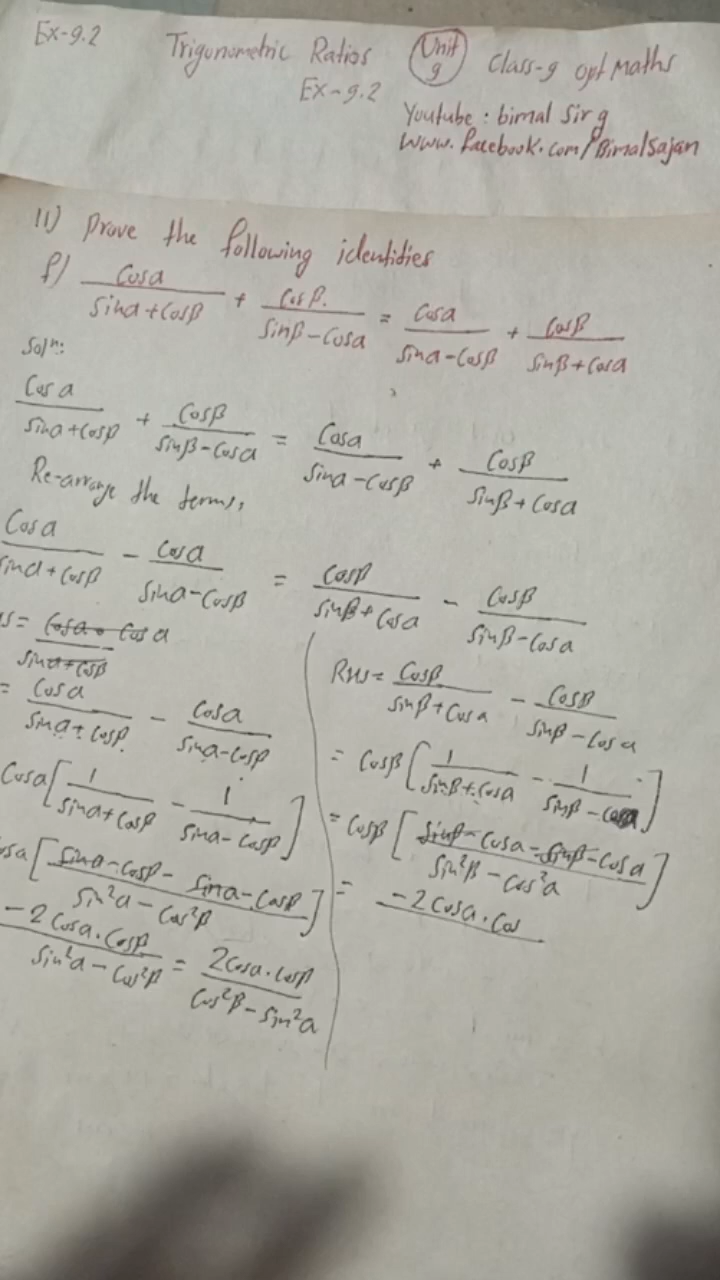 Ex-9.2
Trigonometric Ratios
Unit 9
Class-9 opt Maths
Ex-9.2
Youtube : bimal Sir g
www.facebook.com/Bimalsajan
11) Prove the following identities
f) Cosα/(Sinα+Cosβ) + Cosβ/(Sinβ-Cosα) = Cosα/(Sinα-Cosβ) + Cosβ/(Sinβ+Cosα)
Solⁿ:
Cosα/(Sinα+Cosβ) + Cosβ/(Sinβ-Cosα) = Cosα/(Sinα-Cosβ) + Cosβ/(Sinβ+Cosα)
Re-arrange the terms,
Cosα/(Sinα+Cosβ) - Cosα/(Sinα-Cosβ) = Cosβ/(Sinβ+Cosα) - Cosβ/(Sinβ-Cosα)
= Cosα/(Sinα+Cosβ) - Cosα/(Sinα-Cosβ)
Cosα[1/(Sinα+Cosβ) - 1/(Sinα-Cosβ)]
[(Sinα-Cosβ - Sinα-Cosβ)/(Sin²α-Cos²β)]
-2Cosα.Cosβ/(Sin²α-Cos²β) = 2Cosα.Cosβ/(Cos²β-Sin²α)
RHS = Cosβ/(Sinβ+Cosα) - Cosβ/(Sinβ-Cosα)
= Cosβ[1/(Sinβ+Cosα) - 1/(Sinβ-Cosα)]
= Cosβ[(Sinβ-Cosα-Sinβ-Cosα)/(Sin²β-Cos²α)]
= -2Cosα.Cos